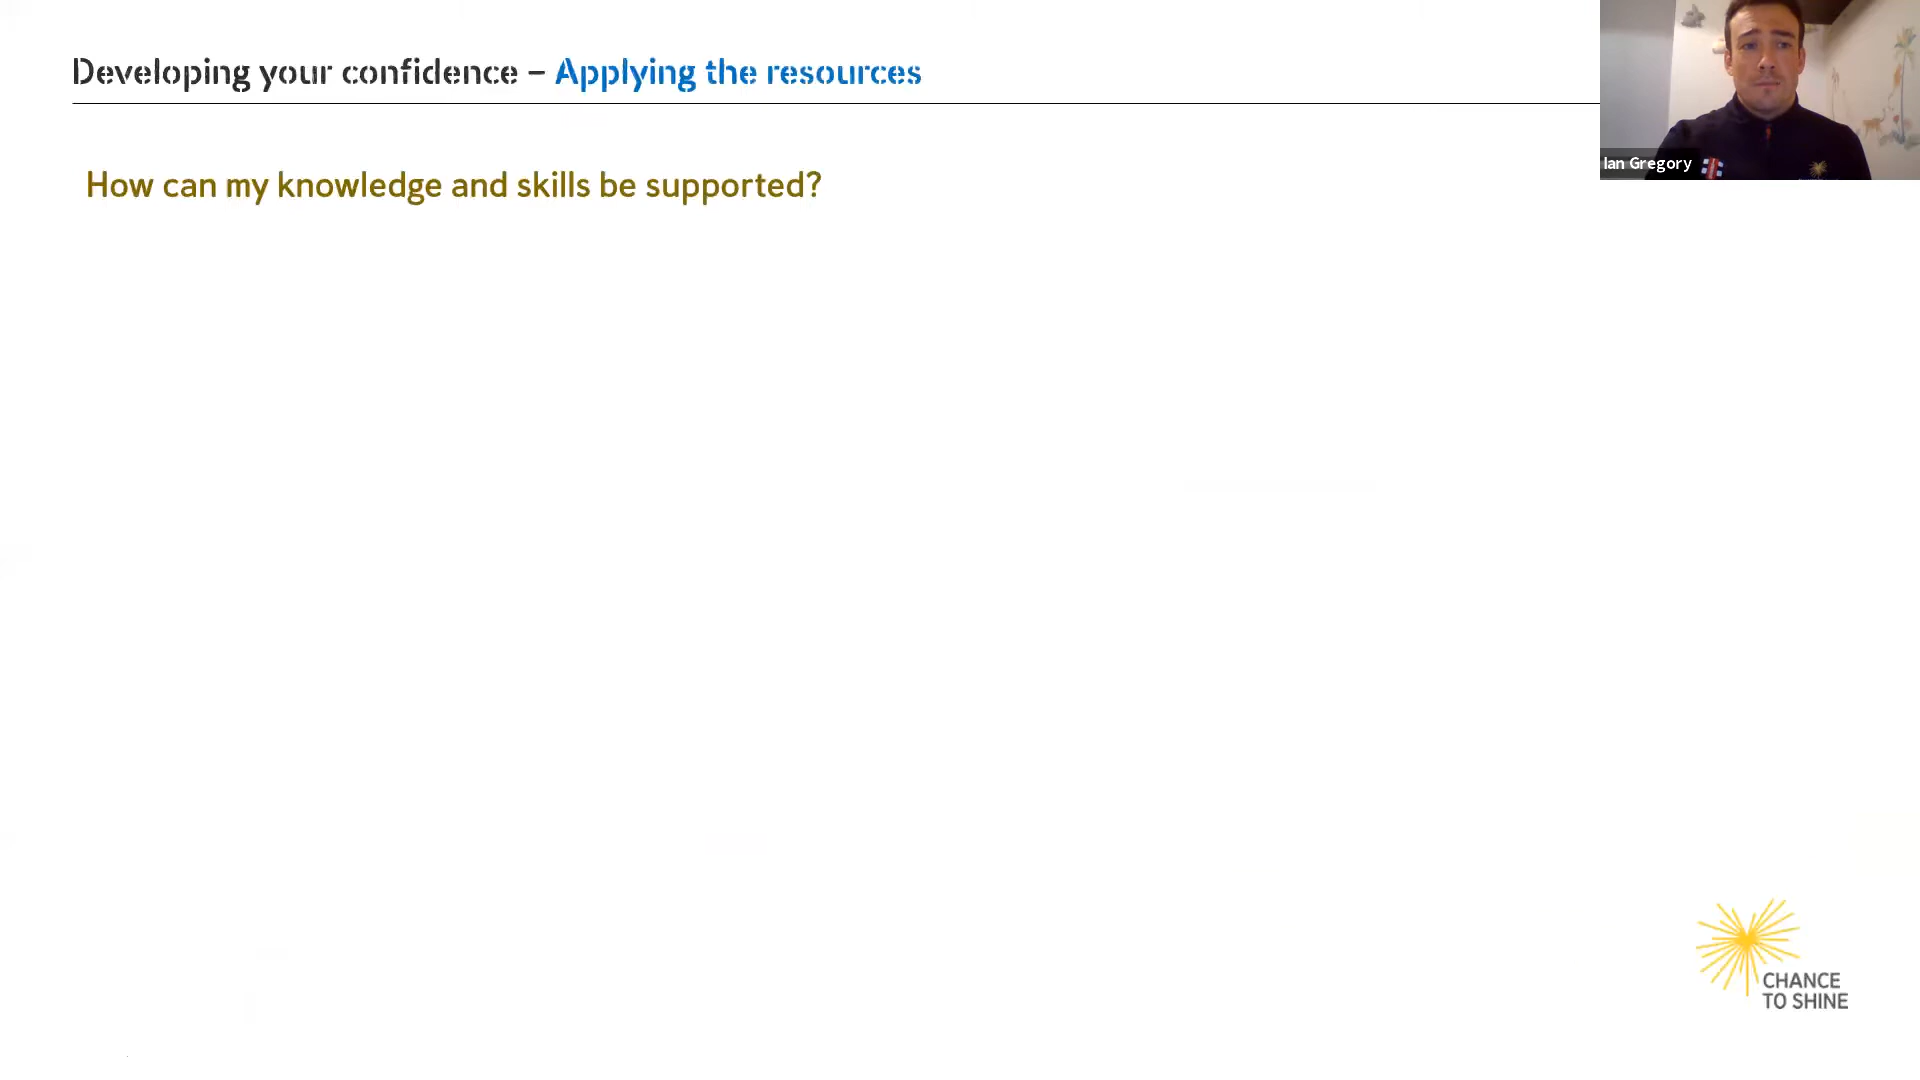 Developing your confidence – Applying the resources
How can my knowledge and skills be supported?
Ian Gregory
CHANCE
TO SHINE